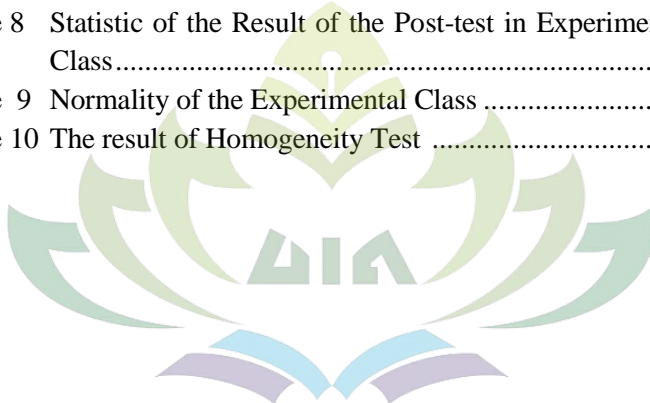 e 8 Statistic of the Result of the Post-test in Experime
Class.......................................................................................
e 9 Normality of the Experimental Class ...........................
e 10 The result of Homogeneity Test ....................................
UIN